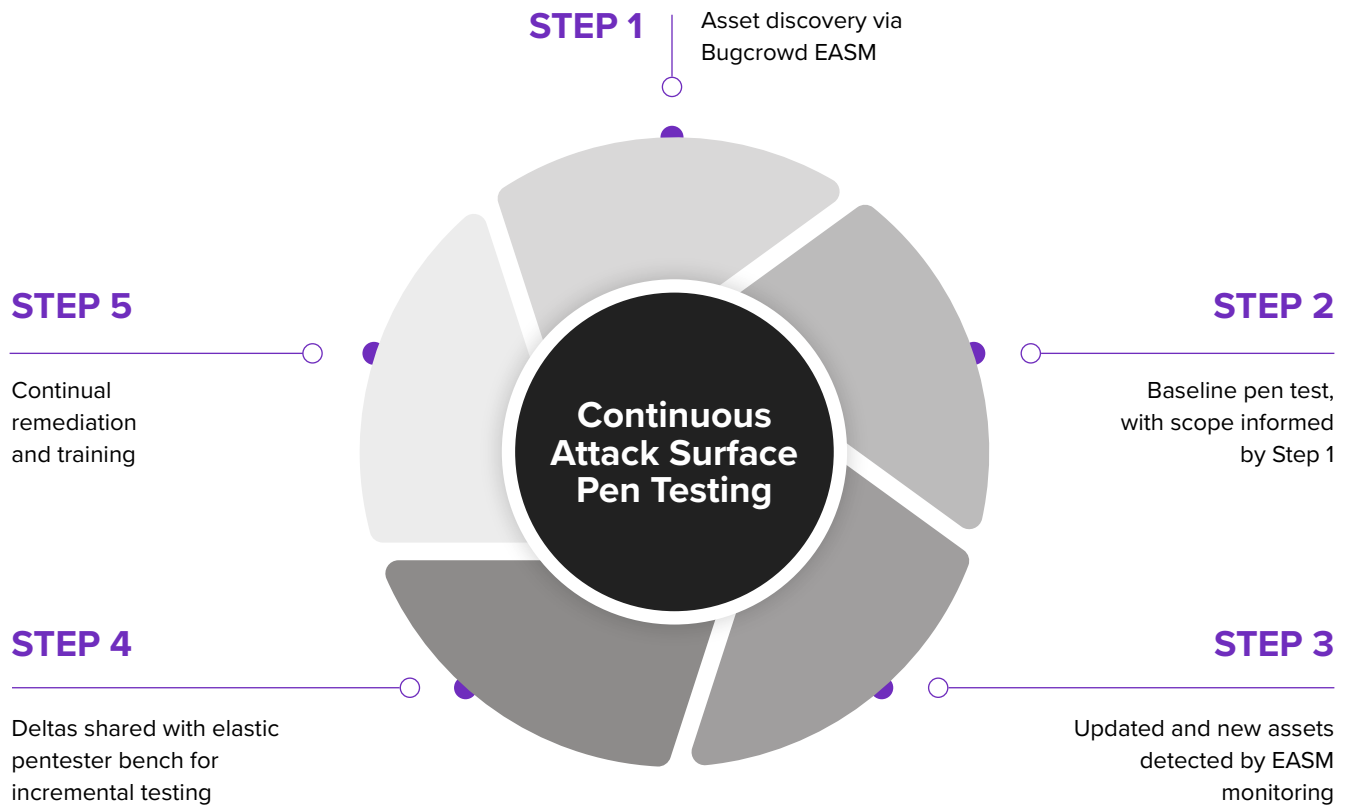 STEP 1
Asset discovery via
Bugcrowd EASM
STEP 2
Baseline pen test,
with scope informed
by Step 1
STEP 3
Updated and new assets
detected by EASM
monitoring
STEP 4
Deltas shared with elastic
pentester bench for
incremental testing
STEP 5
Continual
remediation
and training
Continuous
Attack Surface
Pen Testing